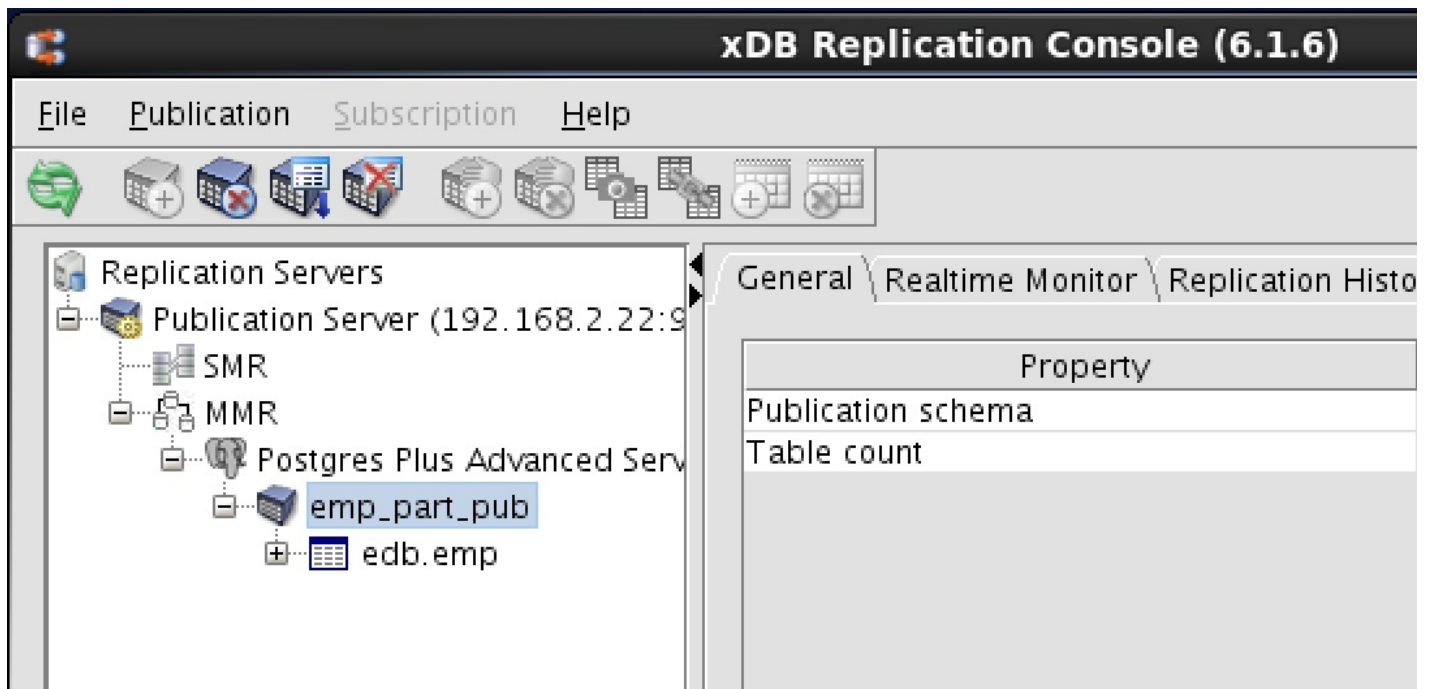 xDB Replication Console (6.1.6)
File Publication Subscription Help
Replication Servers
Publication Server (192.168.2.22:9
SMR
MMR
Postgres Plus Advanced Serv
emp_part_pub
edb.emp
General Realtime Monitor Replication Histo
Property
Publication schema
Table count